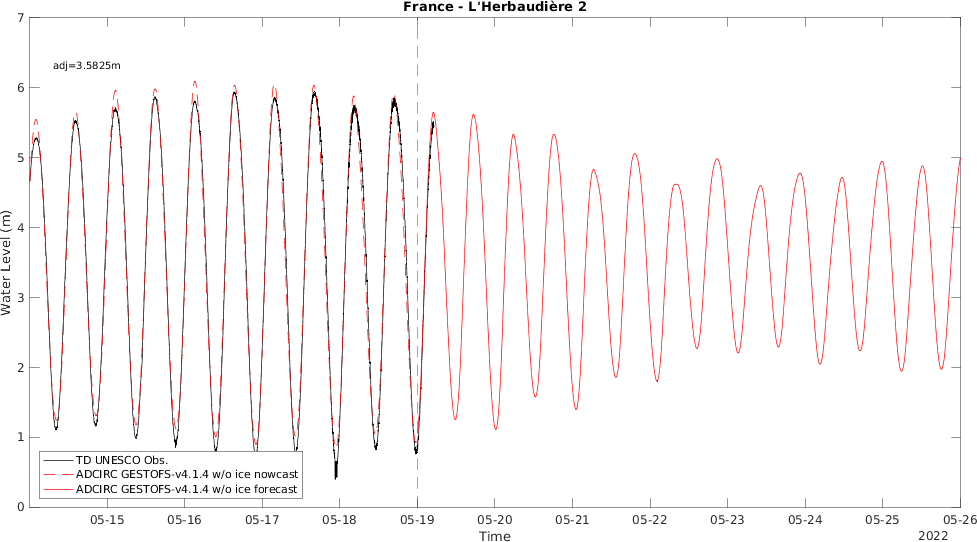 France - L'Herbaudière 2
adj=3.5825m
7
6
5
4
3
2
1
0
Water Level (m)
TD UNESCO Obs.
ADCIRC GESTOFS-v4.1.4 w/o ice nowcast
ADCIRC GESTOFS-v4.1.4 w/o ice forecast
05-15 05-16 05-17 05-18 05-19 05-20 05-21 05-22 05-23 05-24 05-25 05-26
Time
2022